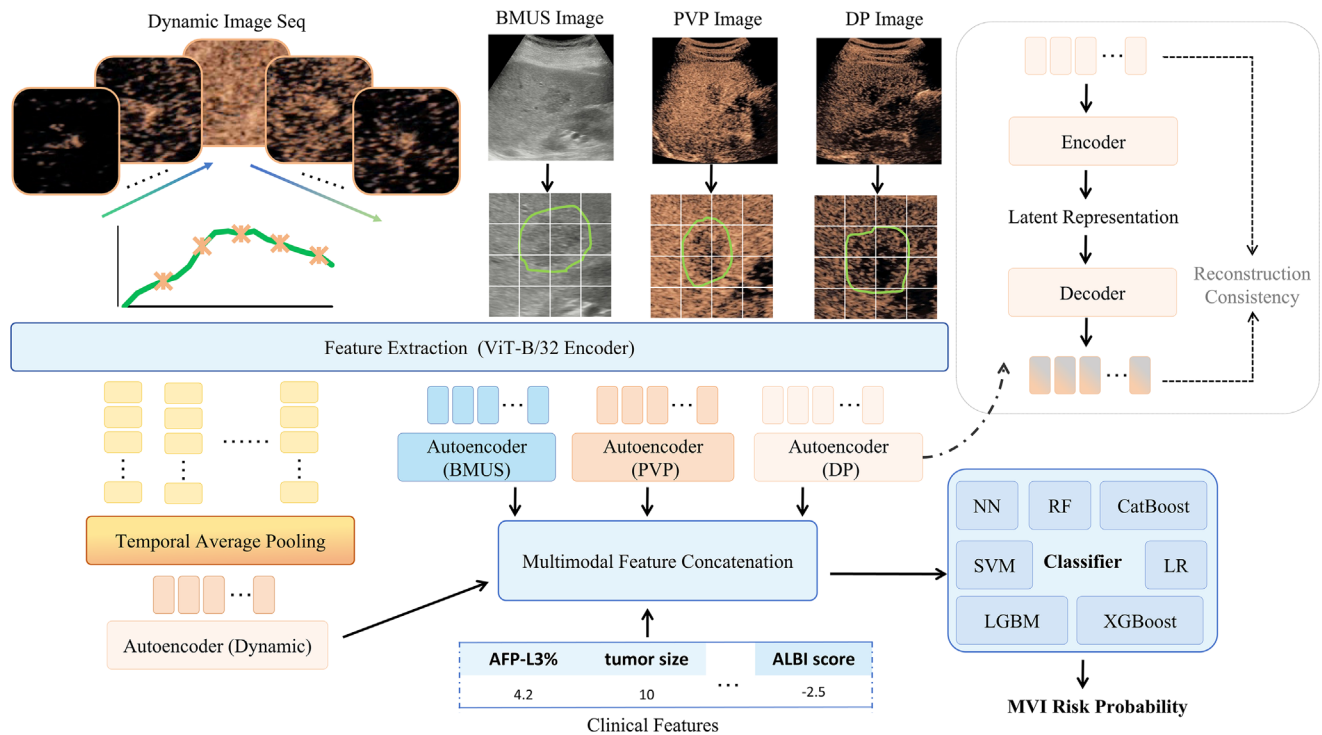 Dynamic Image Seq
BMUS Image
PVP Image
DP Image
Encoder
Latent Representation
Decoder
Reconstruction
Consistency
Feature Extraction (ViT-B/32 Encoder)
Autoencoder
(BMUS)
Autoencoder
(PVP)
Autoencoder
(DP)
Temporal Average Pooling
Autoencoder (Dynamic)
Multimodal Feature Concatenation
NN
RF
CatBoost
SVM
Classifier
LR
LGBM
XGBoost
AFP-L3%
tumor size
ALBI score
4.2
10
...
-2.5
Clinical Features
MVI Risk Probability